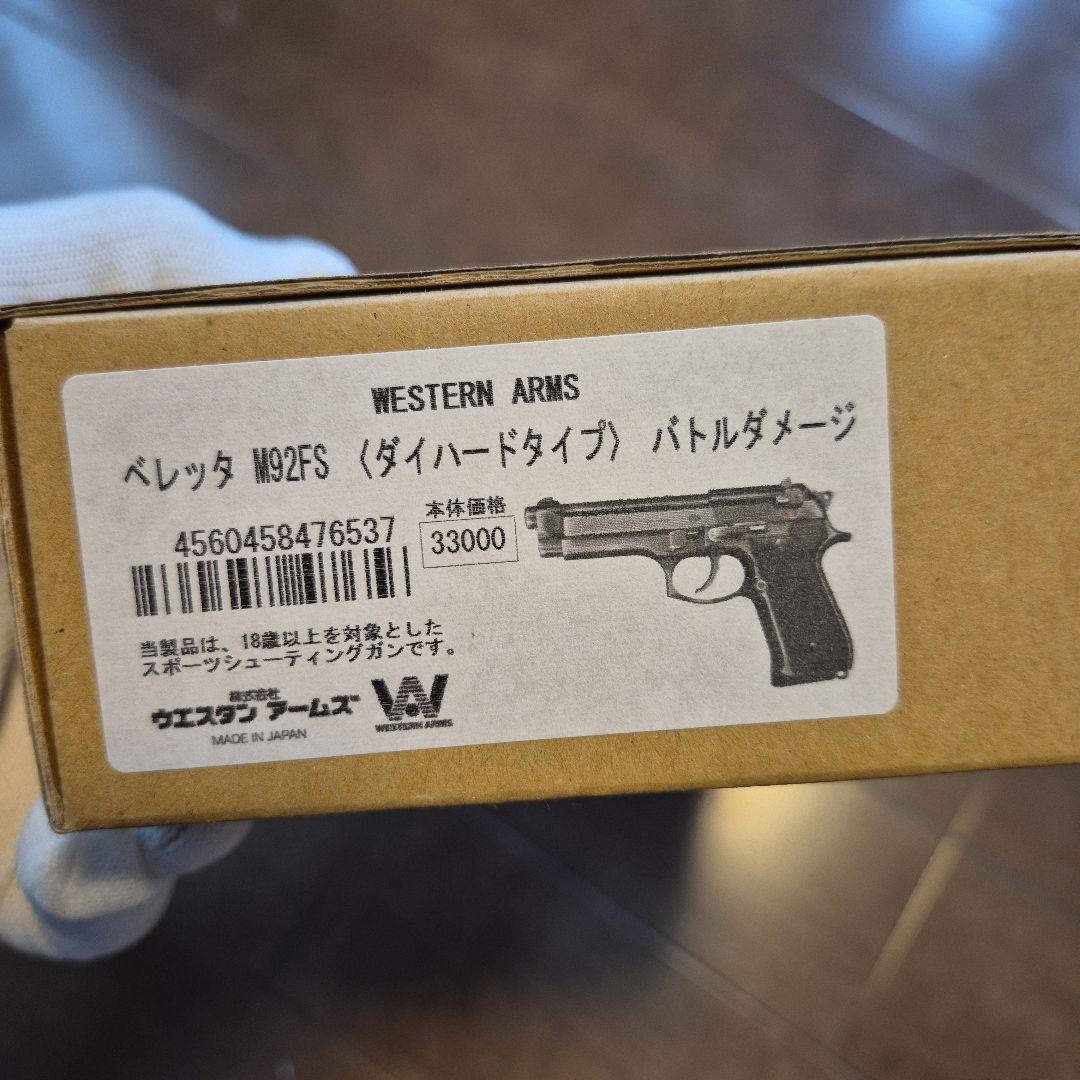 WESTERN ARMS
ベレッタ M92FS 〈ダイハードタイプ〉 バトルダメージ
本体価格
4560458476537
33000
当製品は、18歳以上を対象とした
スポーツシューティングガンです。
株式会社
ウエスタン アームズ
MADE IN JAPAN
WESTERN ARMS